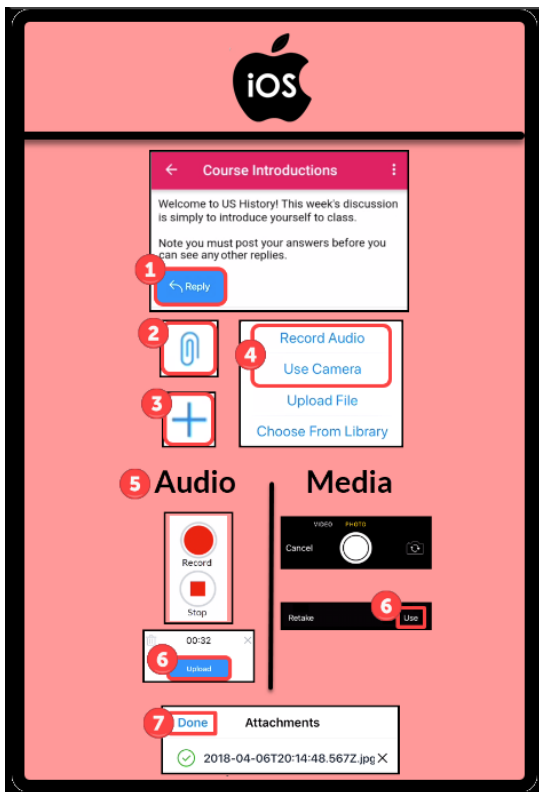 iOS
Course Introductions
Welcome to US History! This week's discussion
is simply to introduce yourself to class.
Note you must post your answers before you
can see any other replies.
1
Reply
2
3
4
Record Audio
Use Camera
Upload File
Choose From Library
5 Audio
Record
Stop
00:32
6
Upload
Media
VIDEO PHOTO
Cancel
Retake
6
Use
7
Done Attachments
2018-04-06T20:14:48.567Z.jpg X